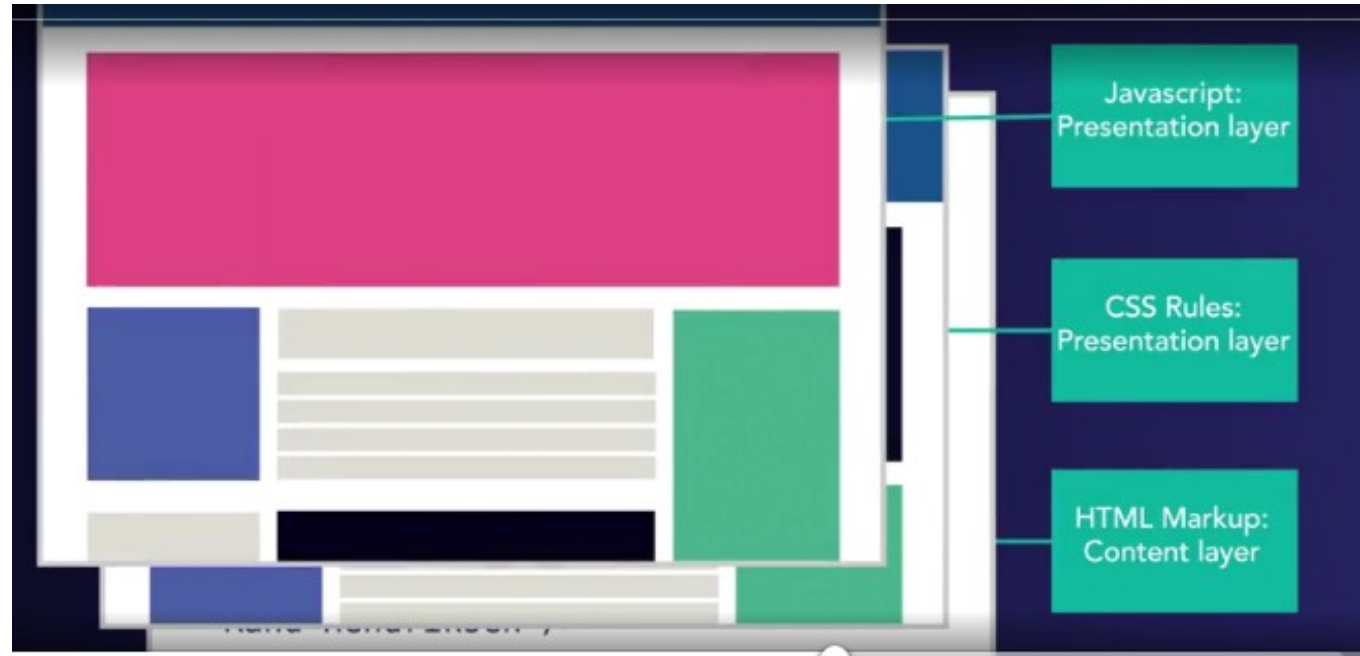 Javascript:
Presentation layer
CSS Rules:
Presentation layer
HTML Markup:
Content layer